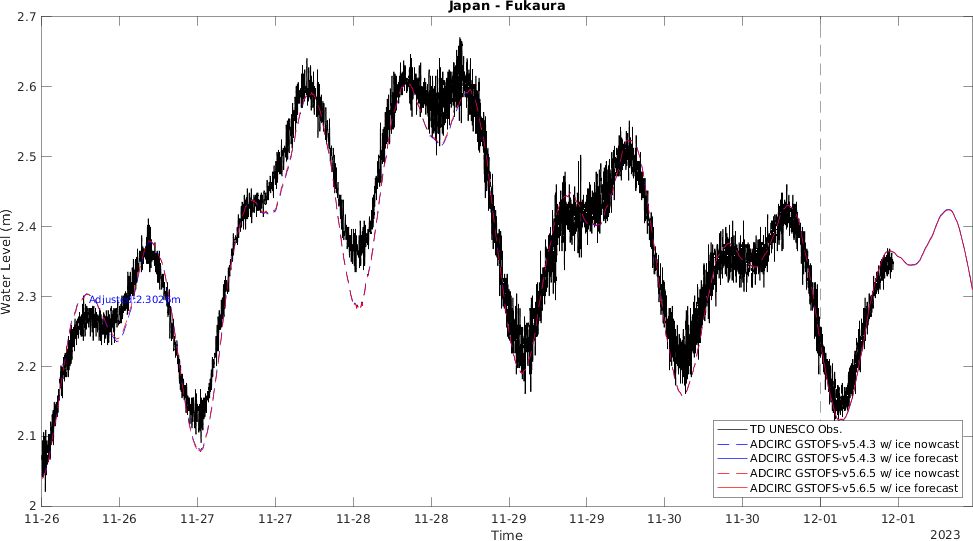 Japan - Fukaura
2.7
2.6
2.5
2.4
2.3
2.2
2.1
2
Water Level (m)
Adjusted:2.3026m
TD UNESCO Obs.
ADCIRC GSTOFS-v5.4.3 w/ ice nowcast
ADCIRC GSTOFS-v5.4.3 w/ ice forecast
ADCIRC GSTOFS-v5.6.5 w/ ice nowcast
ADCIRC GSTOFS-v5.6.5 w/ ice forecast
11-26 11-26 11-27 11-27 11-28 11-28 11-29 11-29 11-30 11-30 12-01 12-01
Time
2023